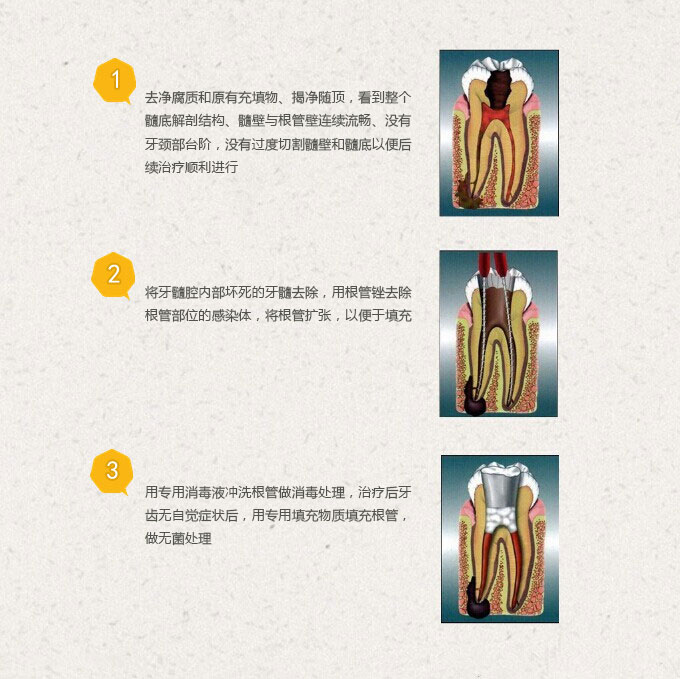 1
去净腐质和原有充填物、揭净随顶，看到整个
髓底解剖结构、髓壁与根管壁连续流畅、没有
牙颈部台阶，没有过度切割髓壁和髓底以便后
续治疗顺利进行
2
将牙髓腔内部坏死的牙髓去除，用根管锉去除
根管部位的感染体，将根管扩张，以便于填充
3
用专用消毒液冲洗根管做消毒处理，治疗后牙
齿无自觉症状后，用专用填充物质填充根管，
做无菌处理